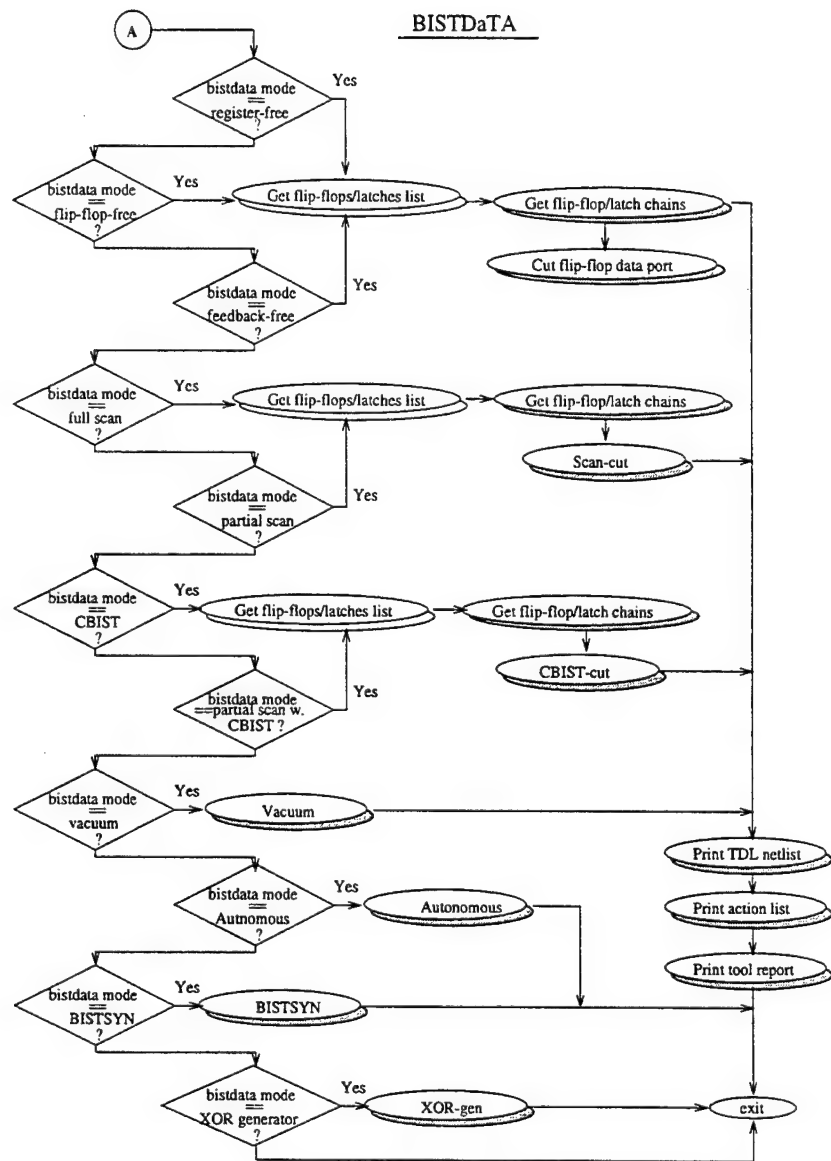 BISTDaTA
A
bistdata mode
==
register-free
?
Yes
bistdata mode
==
flip-flop-free
?
Yes
Get flip-flops/latches list
Get flip-flop/latch chains
Cut flip-flop data port
bistdata mode
==
feedback-free
?
Yes
bistdata mode
==
full scan
?
Yes
Get flip-flops/latches list
Get flip-flop/latch chains
Scan-cut
bistdata mode
==
partial scan
?
Yes
bistdata mode
==
CBIST
?
Yes
Get flip-flops/latches list
Get flip-flop/latch chains
CBIST-cut
bistdata mode
==partial scan w.
CBIST ?
Yes
bistdata mode
==
vacuum
?
Yes
Vacuum
Print TDL netlist
bistdata mode
==
Autnomous
?
Yes
Autonomous
Print action list
Print tool report
bistdata mode
==
BISTSYN
?
Yes
BISTSYN
bistdata mode
==
XOR generator
?
Yes
XOR-gen
exit